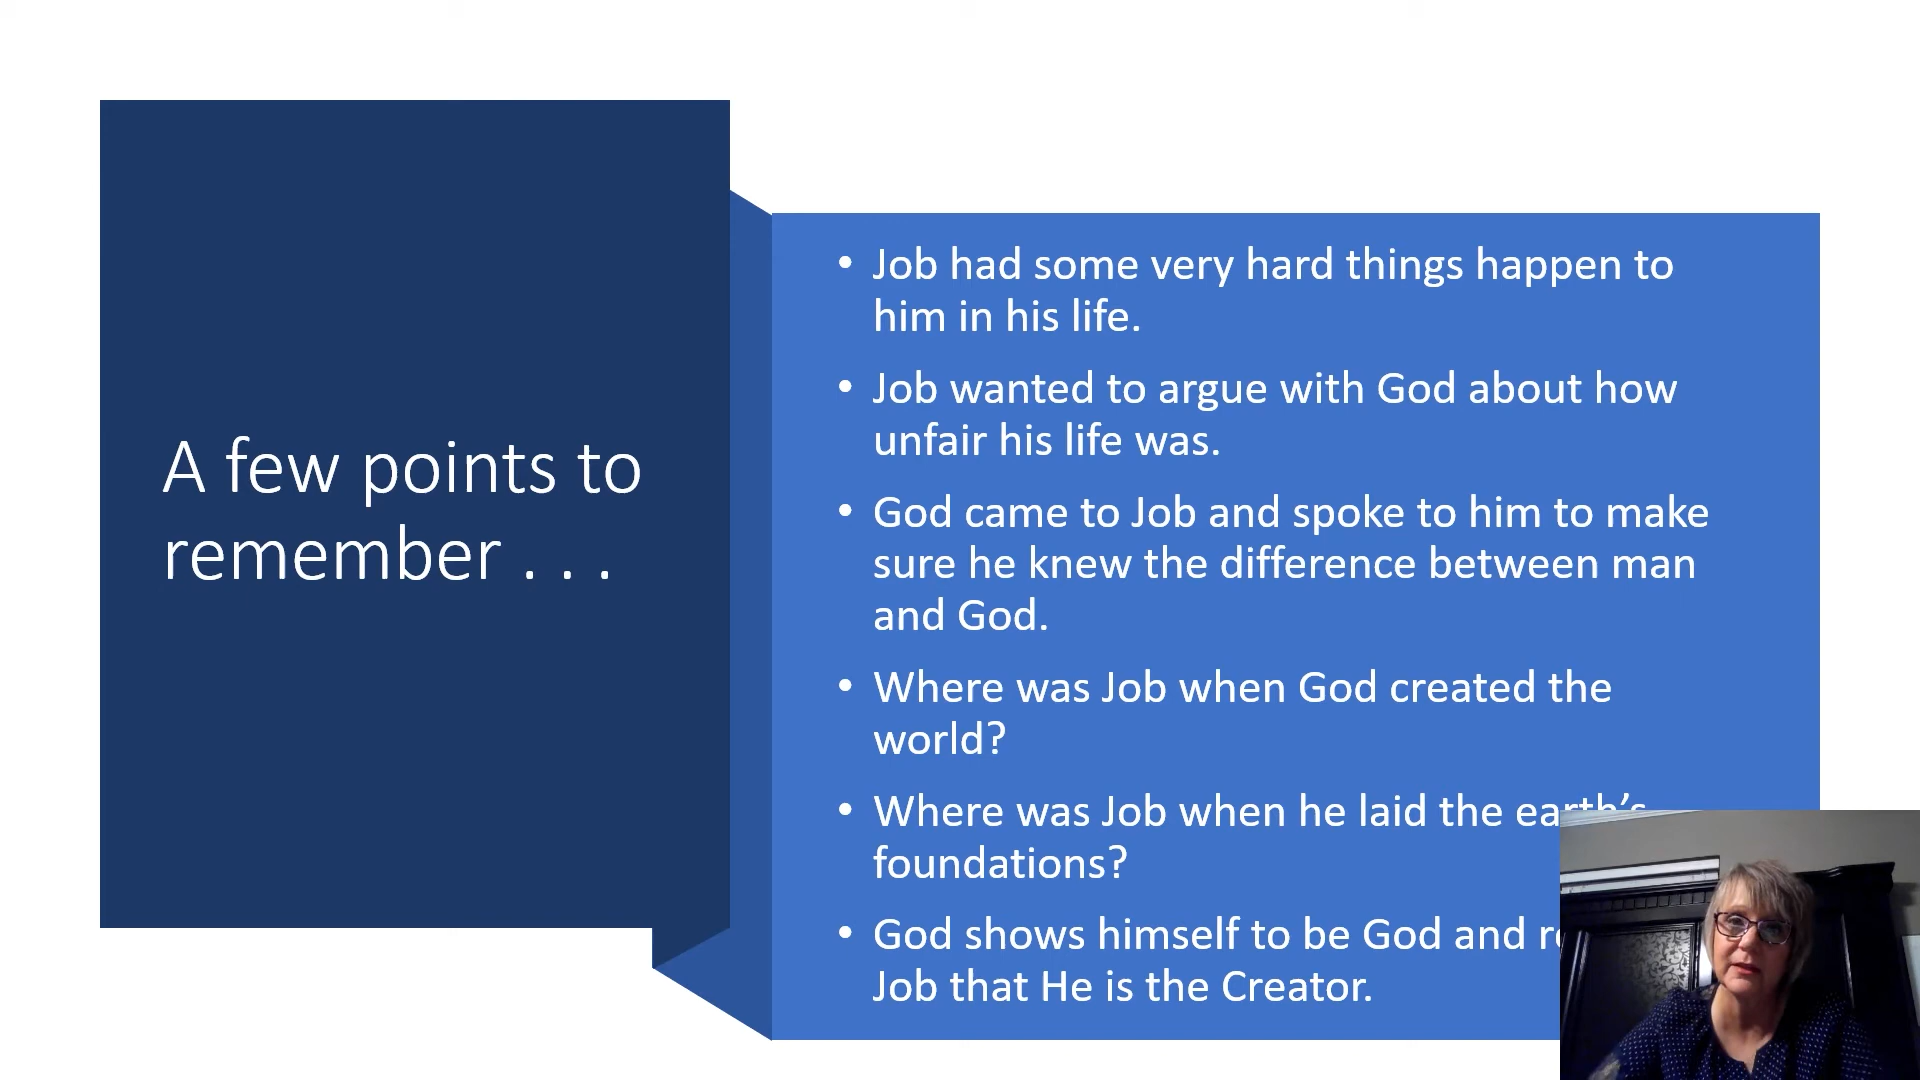 A few points to
remember . . .
• Job had some very hard things happen to
him in his life.
• Job wanted to argue with God about how
unfair his life was.
• God came to Job and spoke to him to make
sure he knew the difference between man
and God.
• Where was Job when God created the
world?
• Where was Job when he laid the earth’s
foundations?
• God shows himself to be God and
Job that He is the Creator.